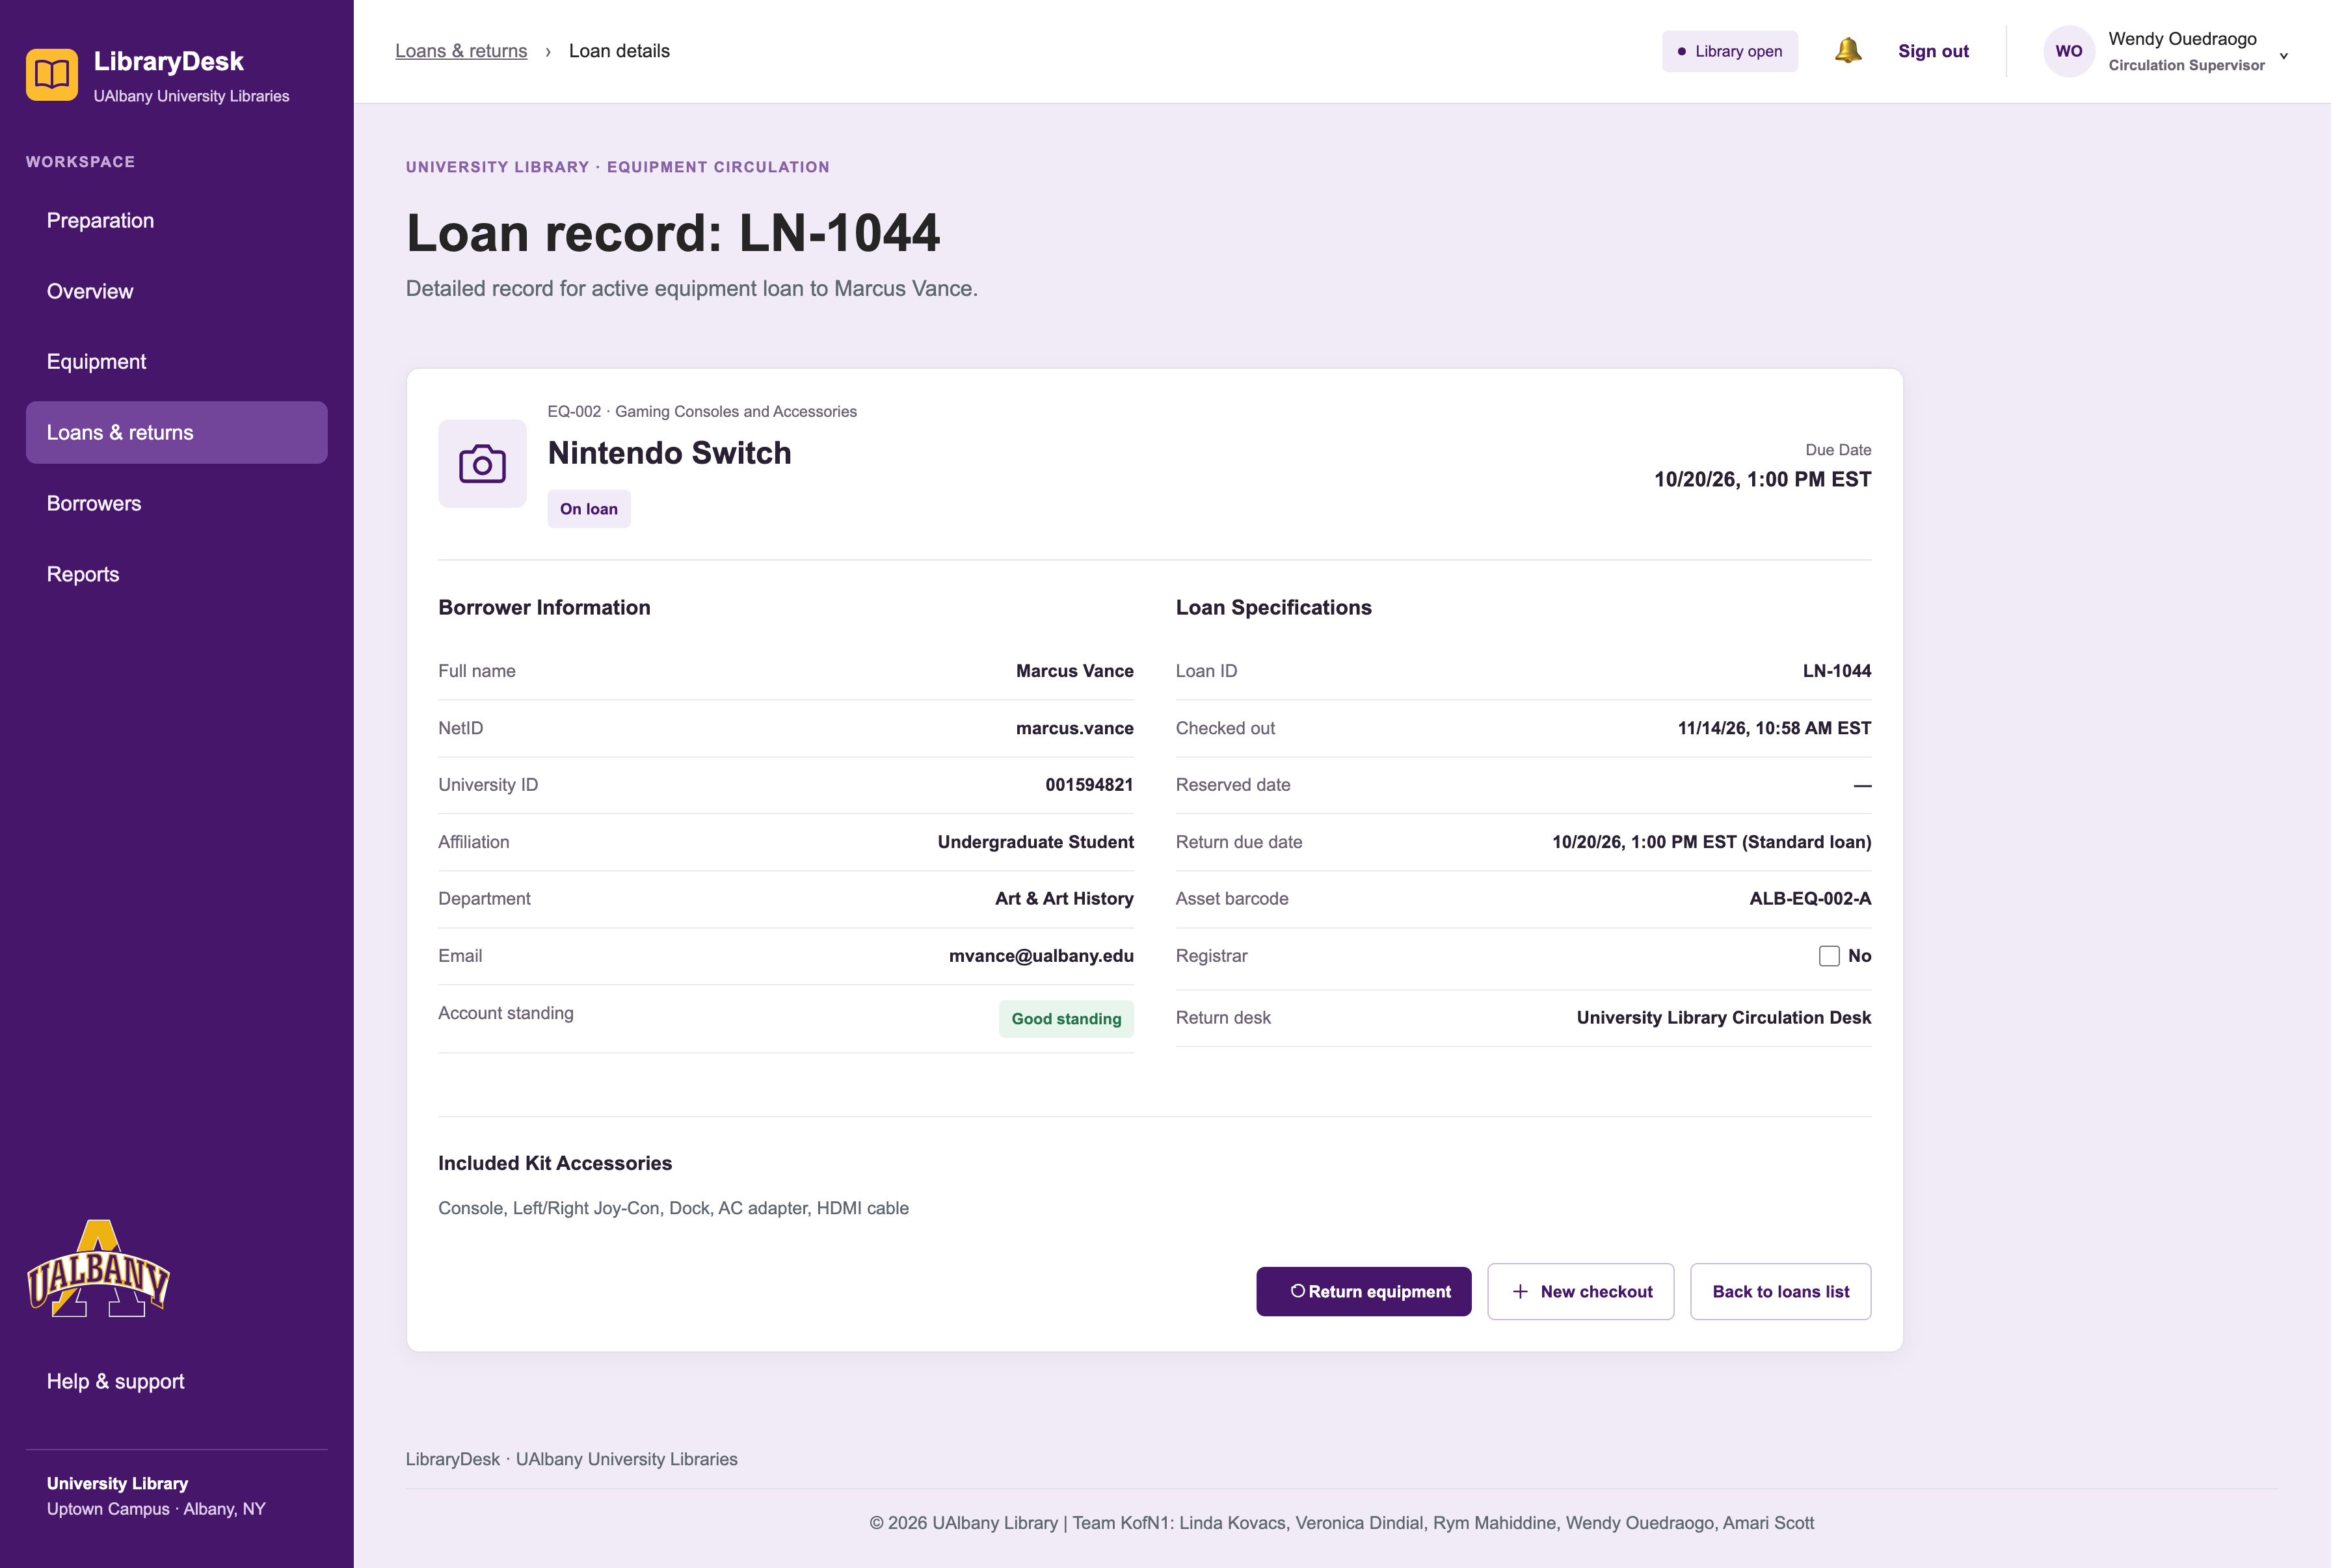 LibraryDesk
UAlbany University Libraries
WORKSPACE
Preparation
Overview
Equipment
Loans & returns
Borrowers
Reports
UALBANY
Help & support
University Library
Uptown Campus · Albany, NY
Loans & returns › Loan details
Library open
Sign out
WO
Wendy Ouedraogo
Circulation Supervisor
UNIVERSITY LIBRARY · EQUIPMENT CIRCULATION
Loan record: LN-1044
Detailed record for active equipment loan to Marcus Vance.
EQ-002 · Gaming Consoles and Accessories
Nintendo Switch
On loan
Due Date
10/20/26, 1:00 PM EST
Borrower Information
Full name Marcus Vance
NetID marcus.vance
University ID 001594821
Affiliation Undergraduate Student
Department Art & Art History
Email mvance@ualbany.edu
Account standing Good standing
Loan Specifications
Loan ID LN-1044
Checked out 11/14/26, 10:58 AM EST
Reserved date —
Return due date 10/20/26, 1:00 PM EST (Standard loan)
Asset barcode ALB-EQ-002-A
Registrar No
Return desk University Library Circulation Desk
Included Kit Accessories
Console, Left/Right Joy-Con, Dock, AC adapter, HDMI cable
Return equipment
+ New checkout
Back to loans list
LibraryDesk · UAlbany University Libraries
© 2026 UAlbany Library | Team KofN1: Linda Kovacs, Veronica Dindial, Rym Mahiddine, Wendy Ouedraogo, Amari Scott